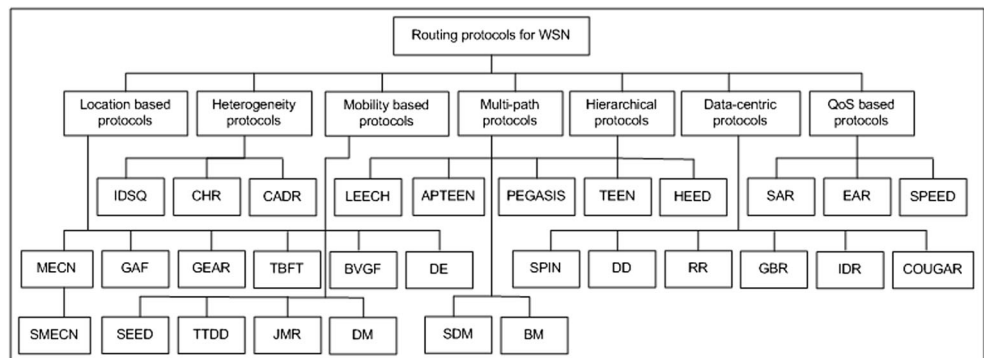 Routing protocols for WSN
Location based
protocols
Heterogeneity
protocols
Mobility based
protocols
Multi-path
protocols
Hierarchical
protocols
Data-centric
protocols
QoS based
protocols
IDSQ
CHR
CADR
LEECH
APTEEN
PEGASIS
TEEN
HEED
SAR
EAR
SPEED
MECN
GAF
GEAR
TBFT
BVGF
DE
SPIN
DD
RR
GBR
IDR
COUGAR
SMECN
SEED
TTDD
JMR
DM
SDM
BM